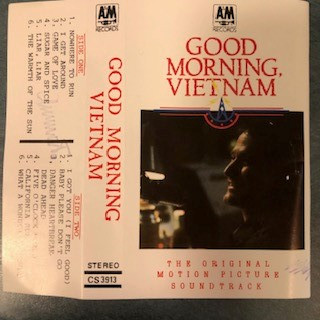 SIDE ONE
1. NOWHERE TO RUN
2. I GET AROUND
3. GAME OF LOVE
4. SUGAR AND SPICE
5. LIAR, LIAR
6. THE WARMTH OF THE SUN
SIDE TWO
1. I GOT YOU (I FEEL GOOD)
2. BABY PLEASE DON'T GO
3. DANGER HEARTBREAK
DEAD AHEAD
4. FIVE O'CLOCK
5. CALIFORNIA
6. WHAT A
A&M
RECORDS
GOOD MORNING
VIETNAM
STEREO
CS3913
A&M
RECORDS
GOOD
MORNING,
VIETNAM
THE ORIGINAL
MOTION PICTURE
SOUNDTRACK